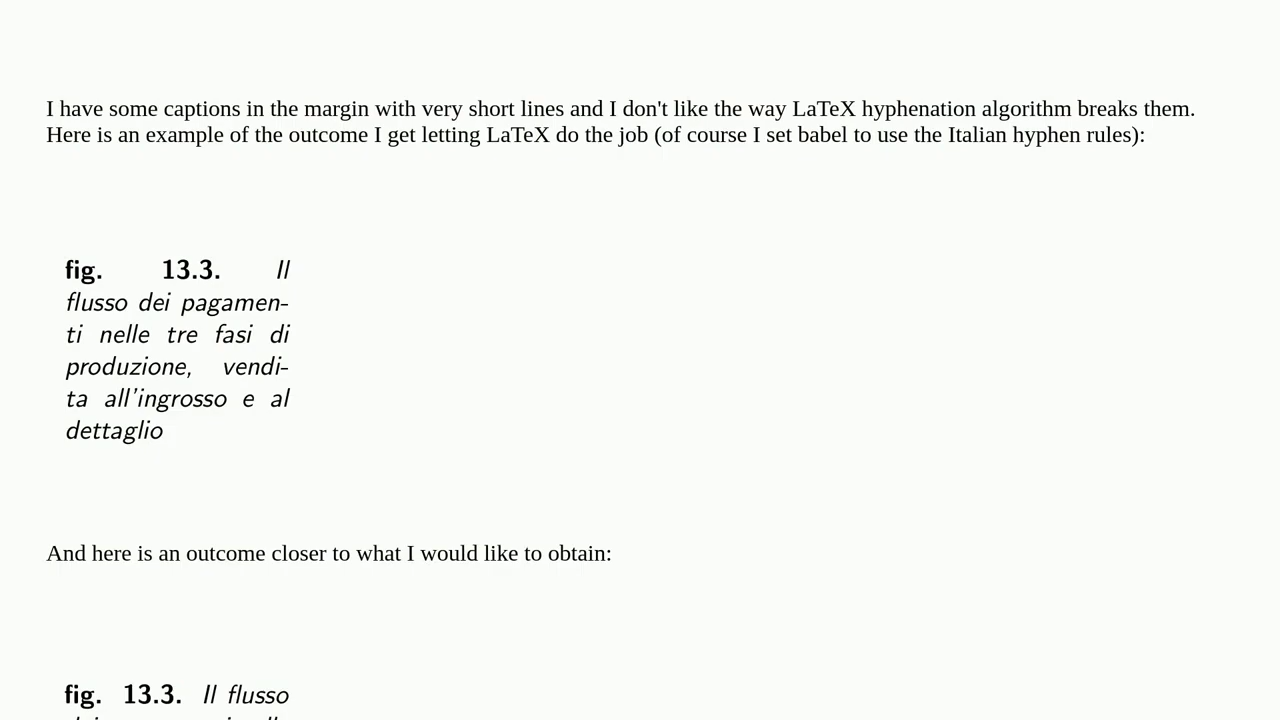 I have some captions in the margin with very short lines and I don't like the way LaTeX hyphenation algorithm breaks them.
Here is an example of the outcome I get letting LaTeX do the job (of course I set babel to use the Italian hyphen rules):
fig. 13.3. Il
flusso dei pagamen-
ti nelle tre fasi di
produzione, vendi-
ta all'ingrosso e al
dettaglio
And here is an outcome closer to what I would like to obtain:
fig. 13.3. Il flusso